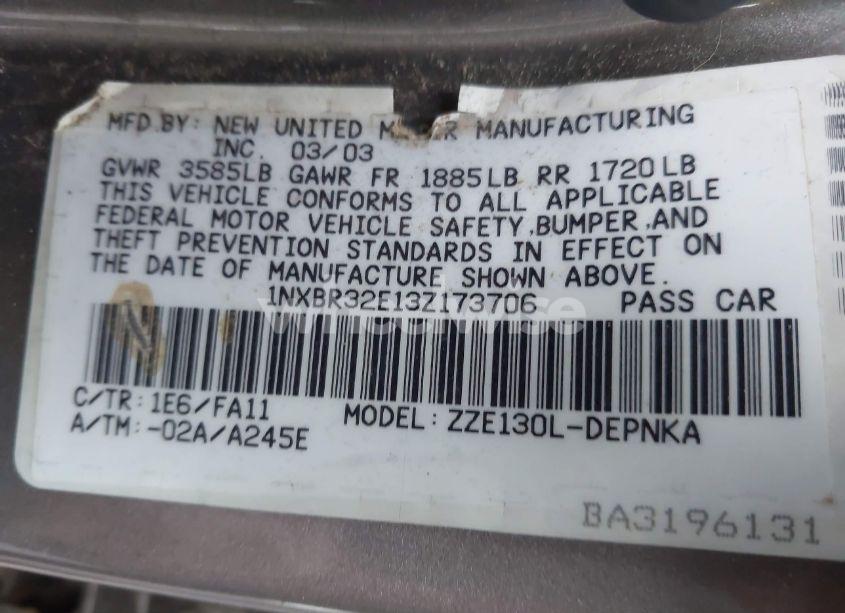 MFD.BY: NEW UNITED MOTOR MANUFACTURING
INC. 03/03
GVWR 3585LB GAWR FR 1885LB RR 1720LB
THIS VEHICLE CONFORMS TO ALL APPLICABLE
FEDERAL MOTOR VEHICLE SAFETY,BUMPER,AND
THEFT PREVENTION STANDARDS IN EFFECT ON
THE DATE OF MANUFACTURE SHOWN ABOVE.
1NXBR32E13Z173706 PASS CAR
wheelwise
N
C/TR: 1E6/FA11 MODEL: ZZE130L-DEPNKA
A/TM: -02A/A245E
BA3196131